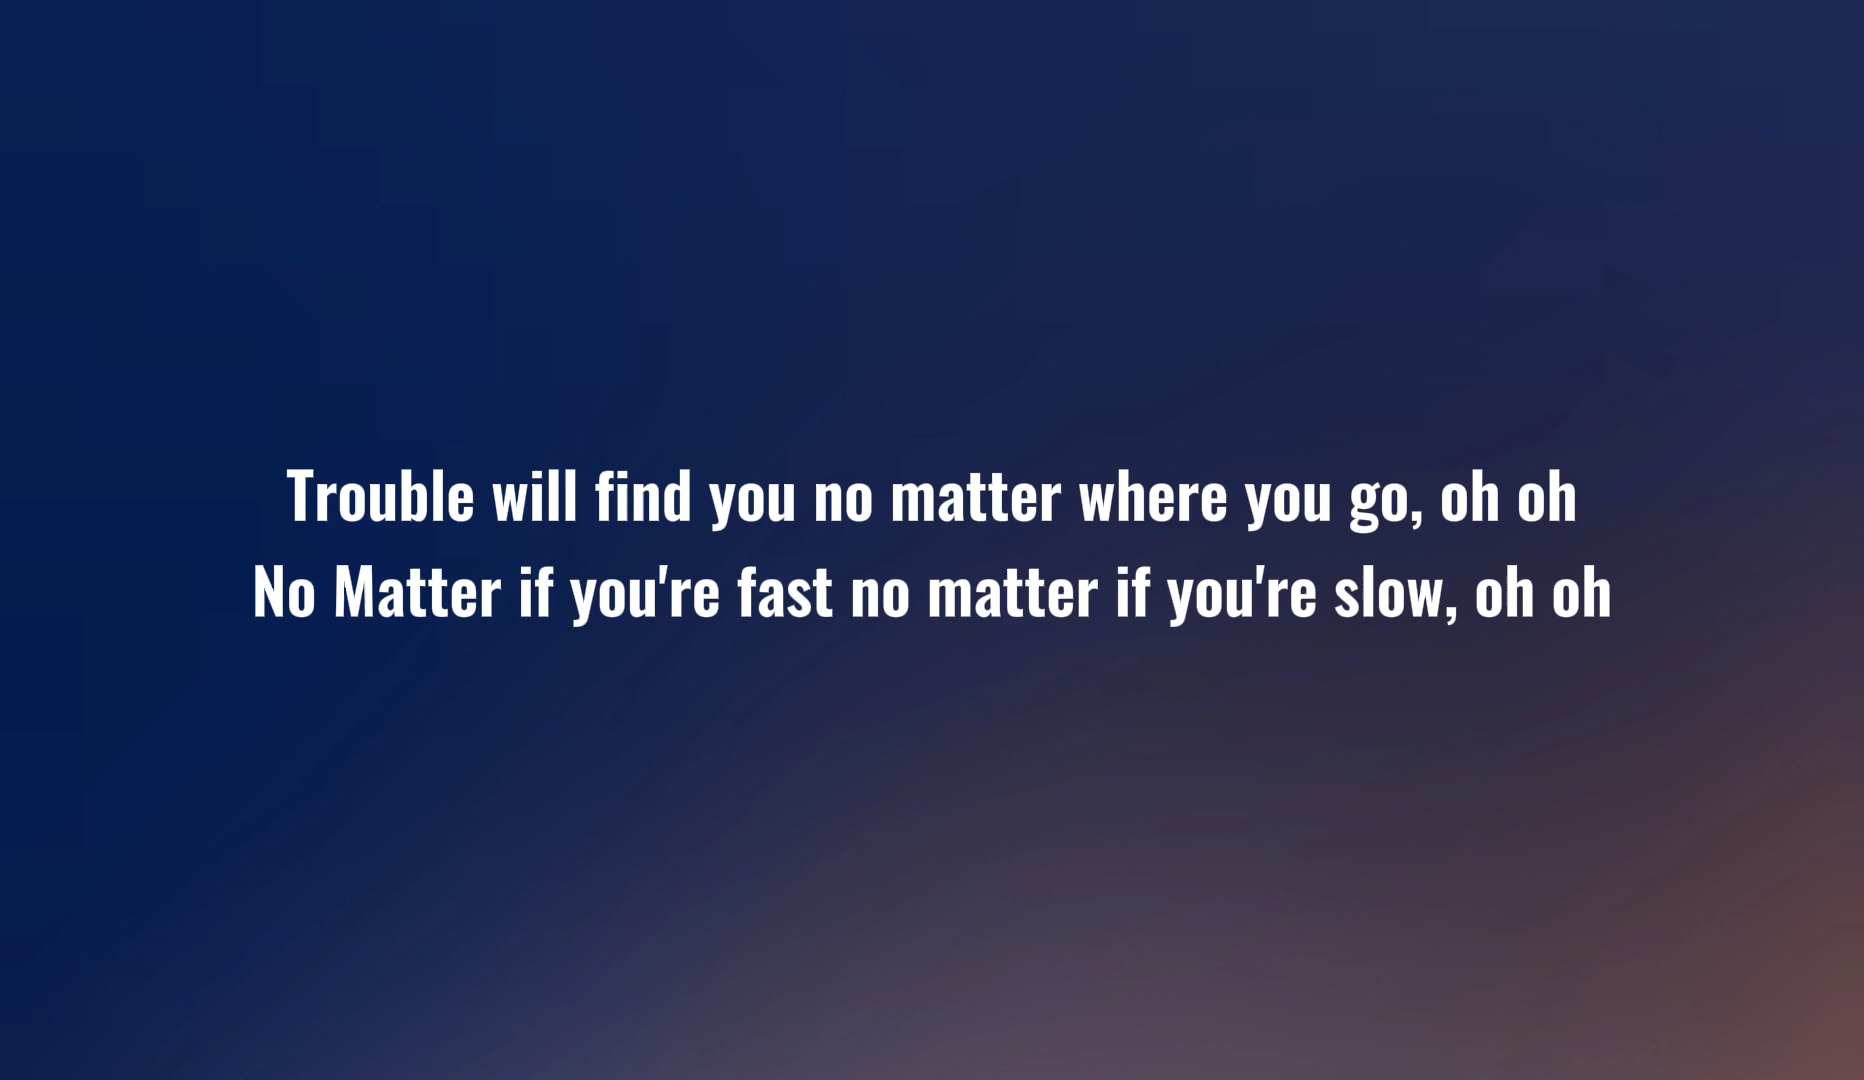 Trouble will find you no matter where you go, oh oh
No Matter if you're fast no matter if you're slow, oh oh